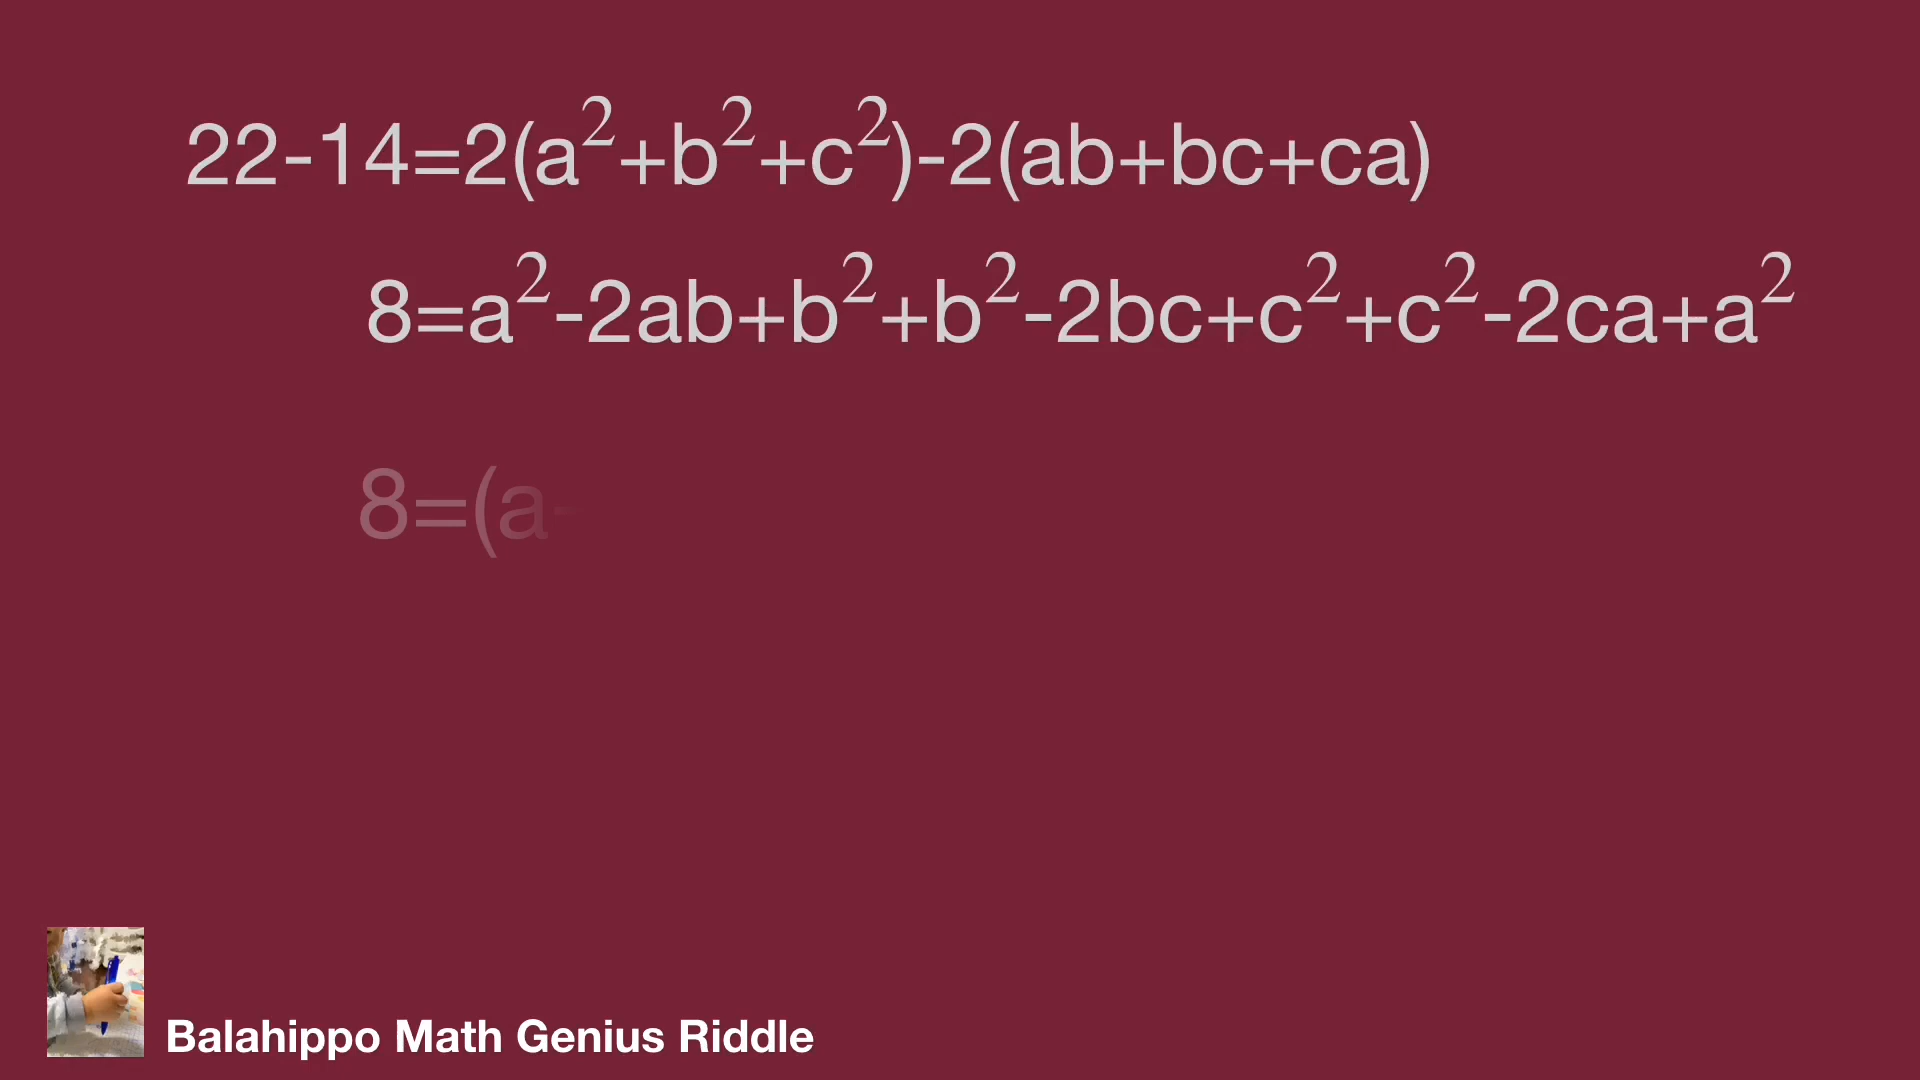 22-14=2(a²+b²+c²)-2(ab+bc+ca)
8=a²-2ab+b²+b²-2bc+c²+c²-2ca+a²
8=(a-
Balahippo Math Genius Riddle